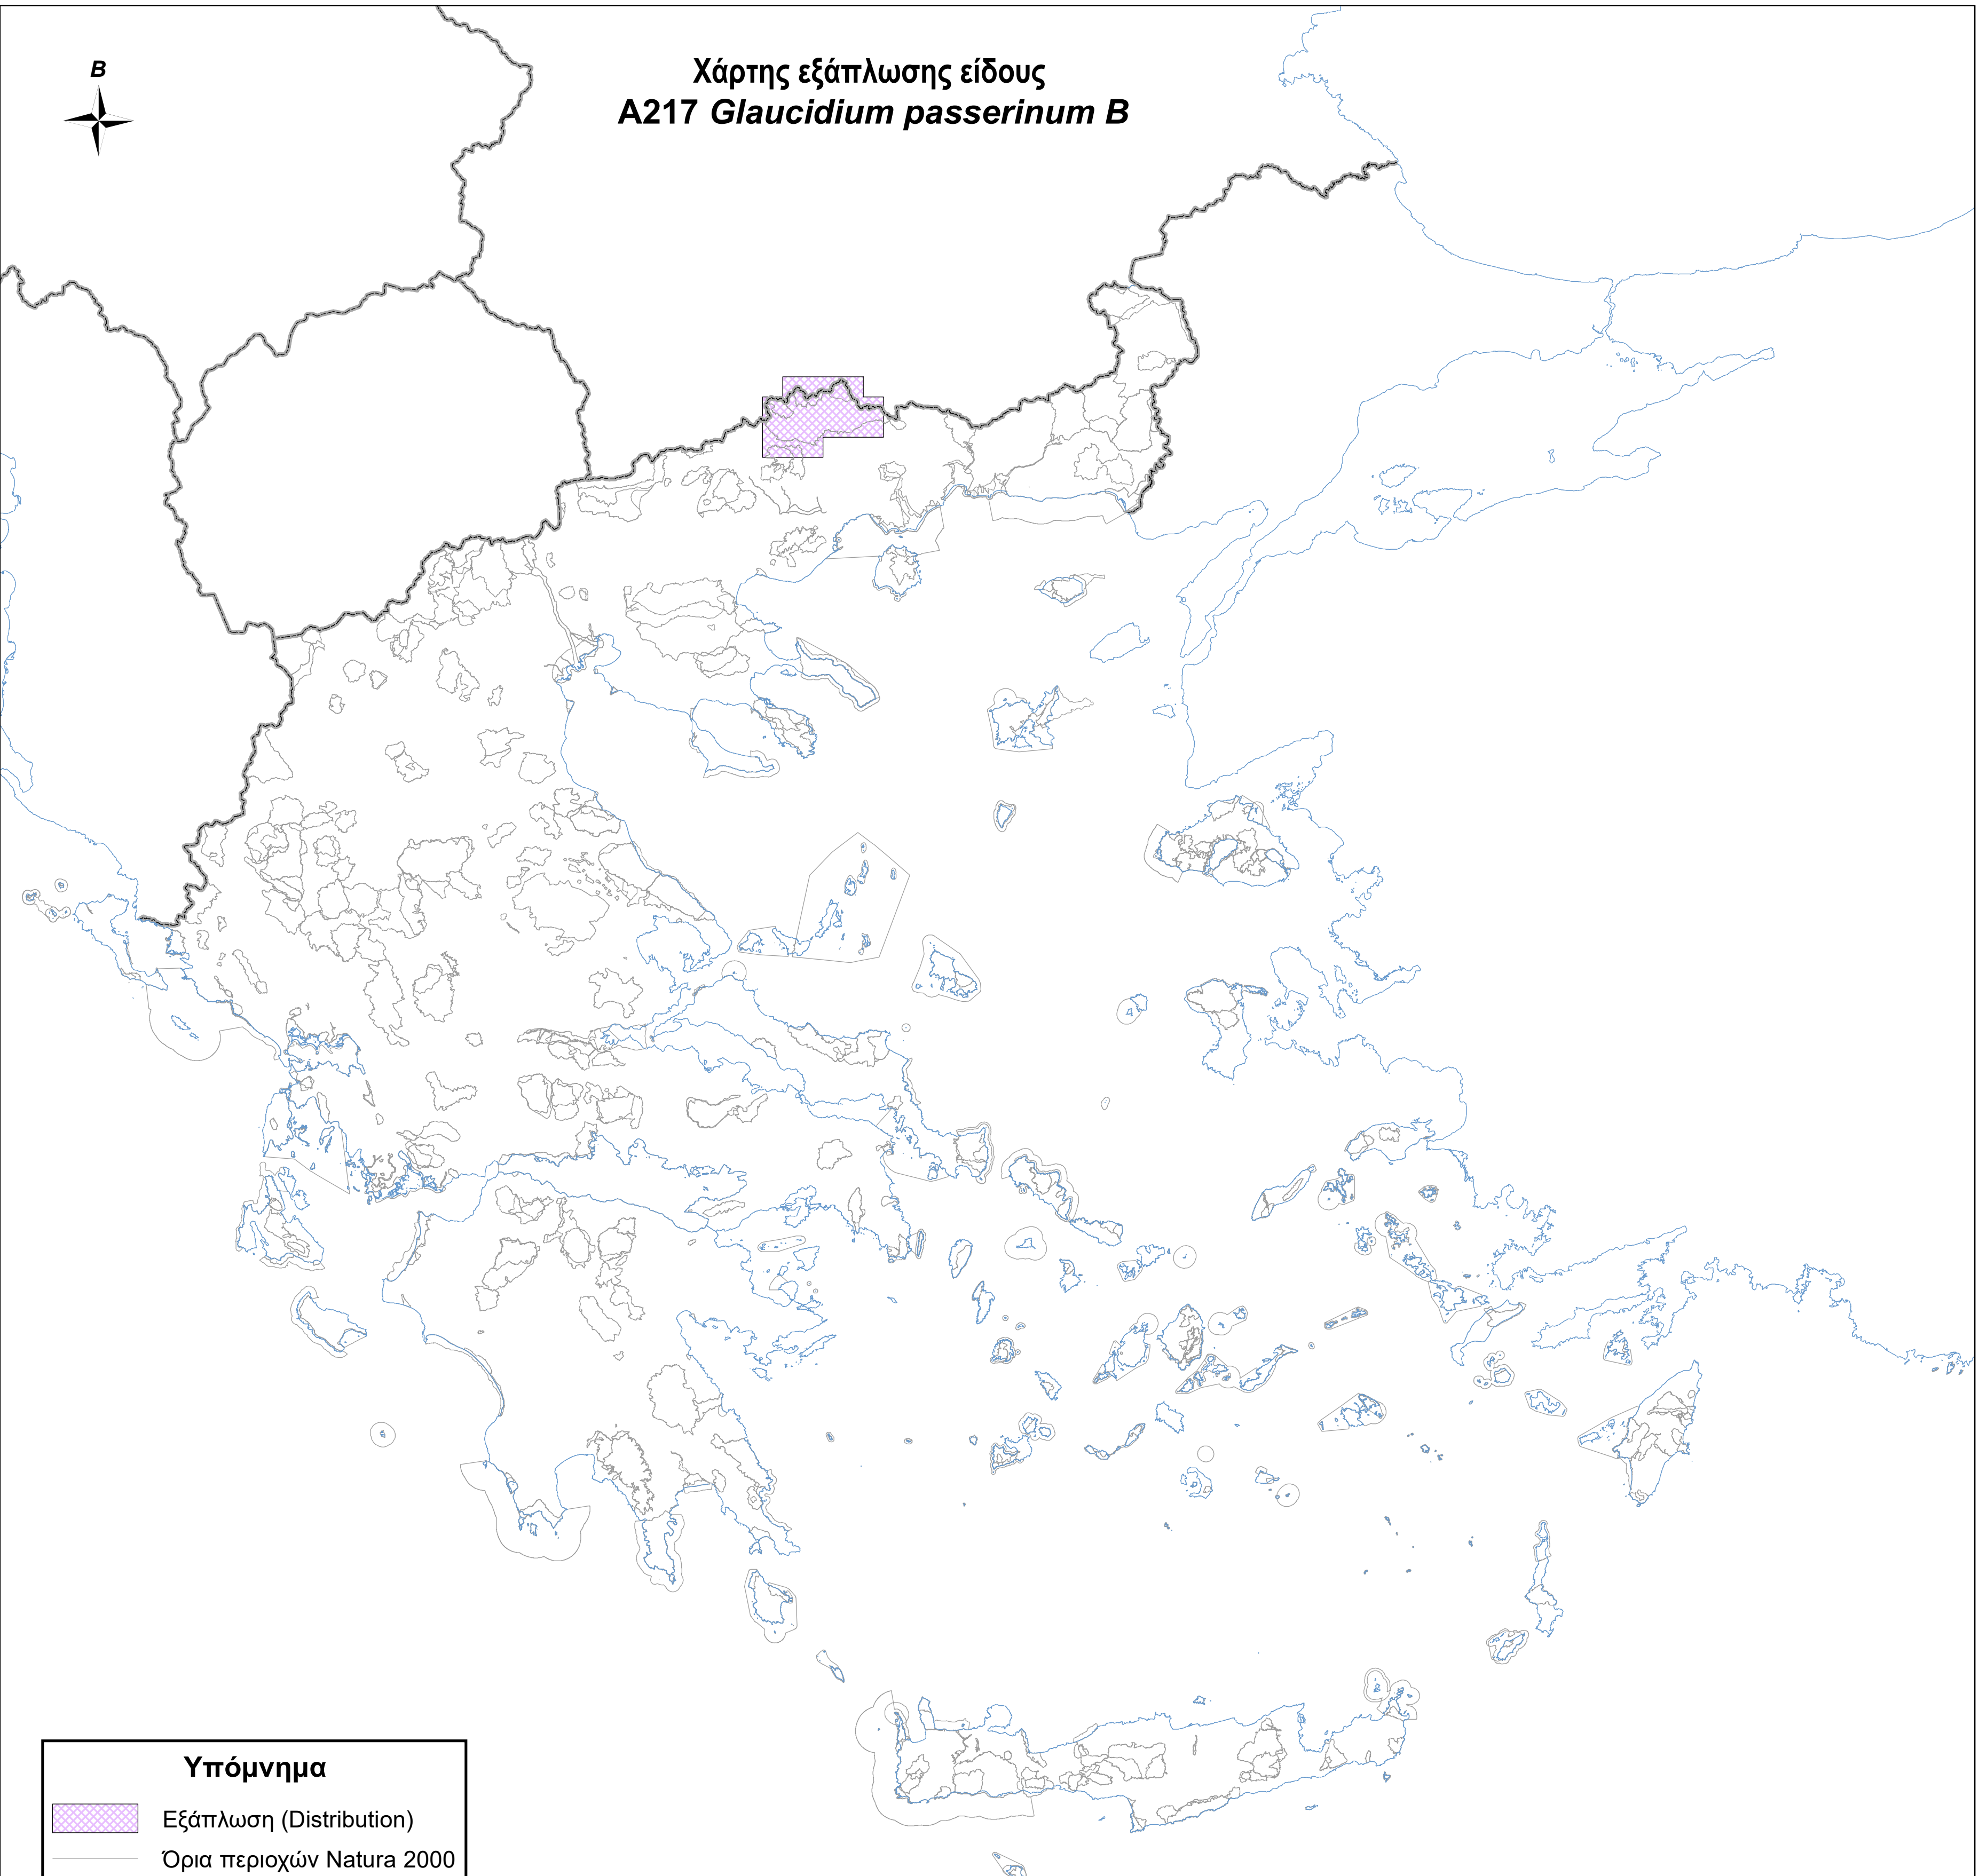 Β
Χάρτης εξάπλωσης είδους
A217 Glaucidium passerinum B
Υπόμνημα
Εξάπλωση (Distribution)
Όρια περιοχών Natura 2000